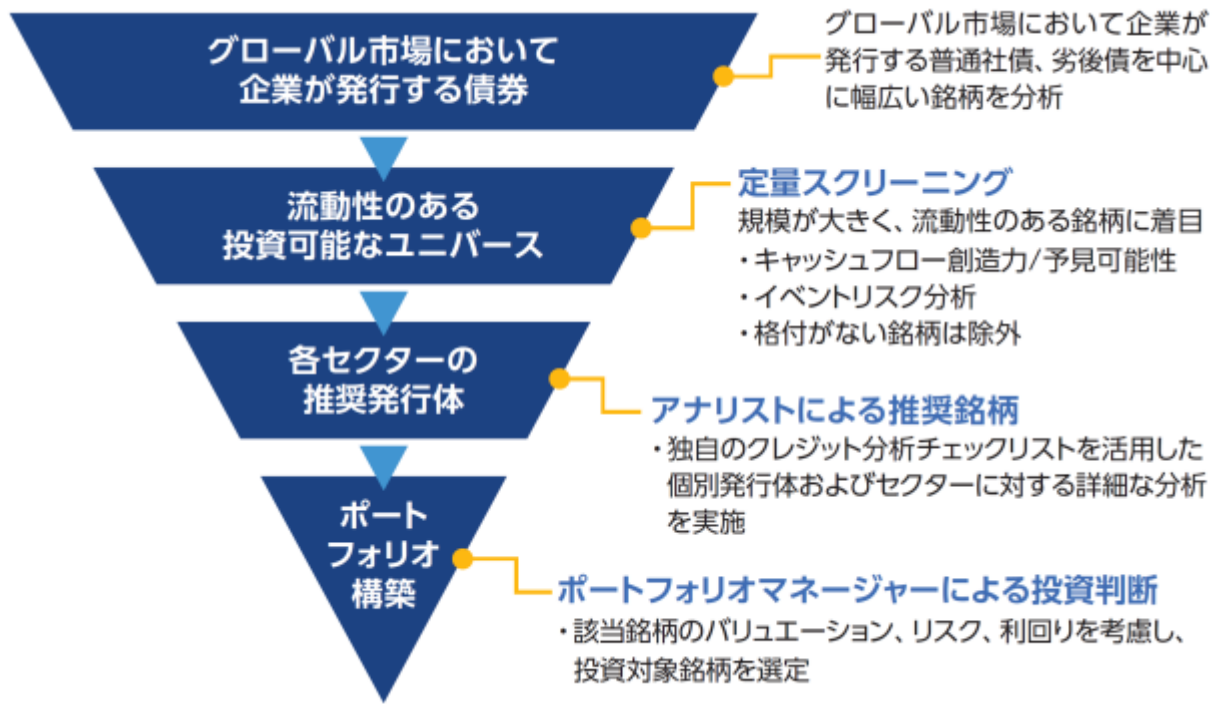 グローバル市場において
企業が発行する債券
グローバル市場において企業が
発行する普通社債、劣後債を中心
に幅広い銘柄を分析
流動性のある
投資可能なユニバース
定量スクリーニング
規模が大きく、流動性のある銘柄に着目
・キャッシュフロー創造力/予見可能性
・イベントリスク分析
・格付がない銘柄は除外
各セクターの
推奨発行体
アナリストによる推奨銘柄
・独自のクレジット分析チェックリストを活用した
個別発行体およびセクターに対する詳細な分析
を実施
ポート
フォリオ
構築
ポートフォリオマネージャーによる投資判断
・該当銘柄のバリュエーション、リスク、利回りを考慮し、
投資対象銘柄を選定